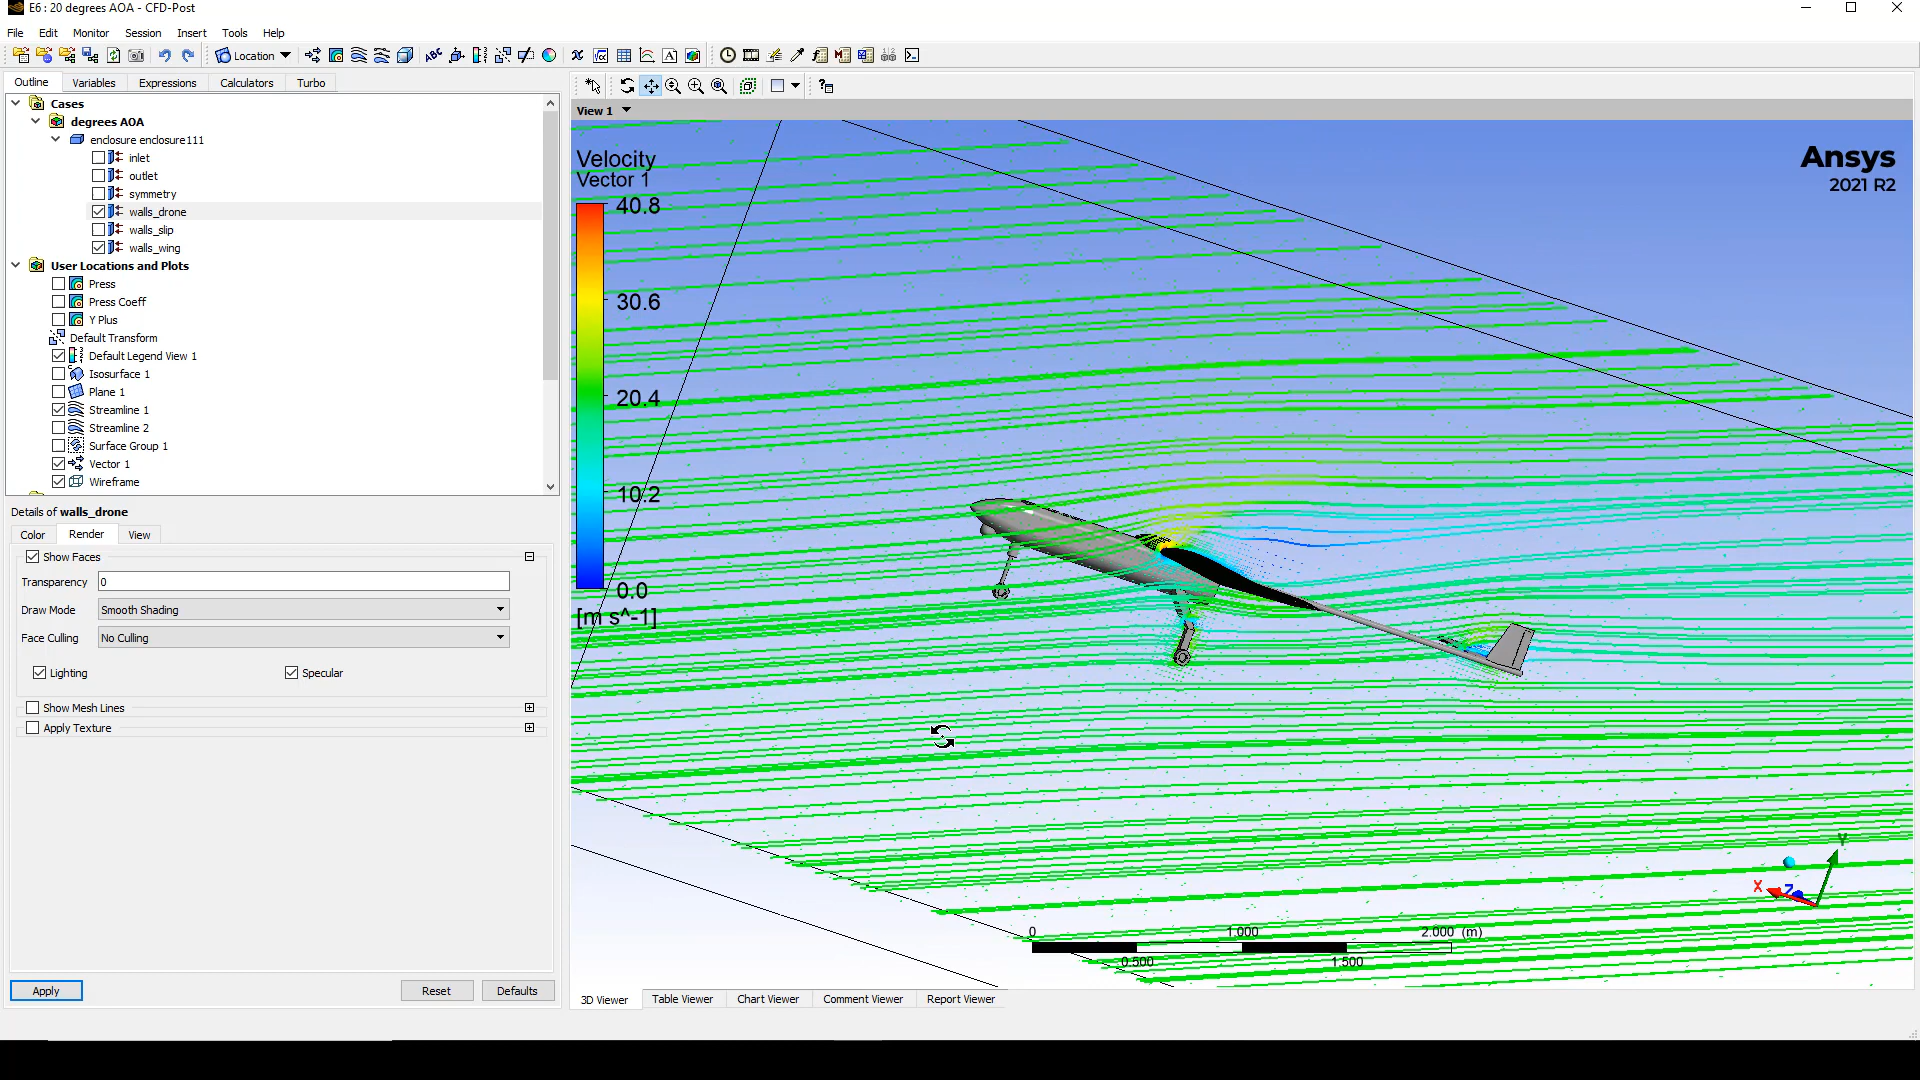 E6 : 20 degrees AOA - CFD-Post
File Edit Monitor Session Insert Tools Help
Location
Outline Variables Expressions Calculators Turbo
Cases
degrees AOA
enclosure enclosure111
inlet
outlet
symmetry
walls_drone
walls_slip
walls_wing
User Locations and Plots
Press
Press Coeff
Y Plus
Default Transform
Default Legend View 1
Isosurface 1
Plane 1
Streamline 1
Streamline 2
Surface Group 1
Vector 1
Wireframe
Details of walls_drone
Color Render View
Show Faces
Transparency 0
Draw Mode Smooth Shading
Face Culling No Culling
Lighting Specular
Show Mesh Lines
Apply Texture
Apply Reset Defaults
View 1
Velocity
Vector 1
40.8
30.6
20.4
10.2
0.0
[m s^-1]
Ansys
2021 R2
Y
X Z
0 1.000 2.000 (m)
0.500 1.500
3D Viewer Table Viewer Chart Viewer Comment Viewer Report Viewer